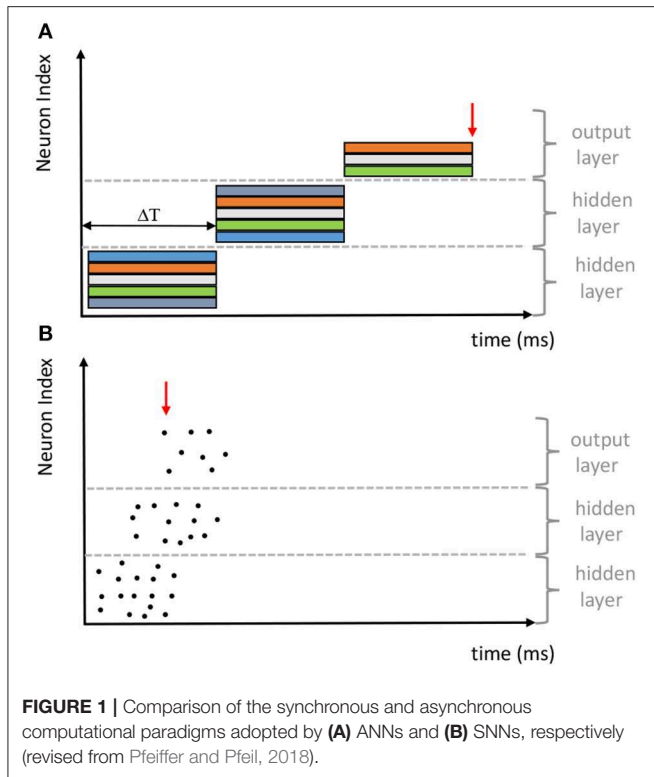 A
Neuron Index
output
layer
ΔT
hidden
layer
hidden
layer
time (ms)
B
Neuron Index
output
layer
hidden
layer
hidden
layer
time (ms)
FIGURE 1 | Comparison of the synchronous and asynchronous
computational paradigms adopted by (A) ANNs and (B) SNNs, respectively
(revised from Pfeiffer and Pfeil, 2018).